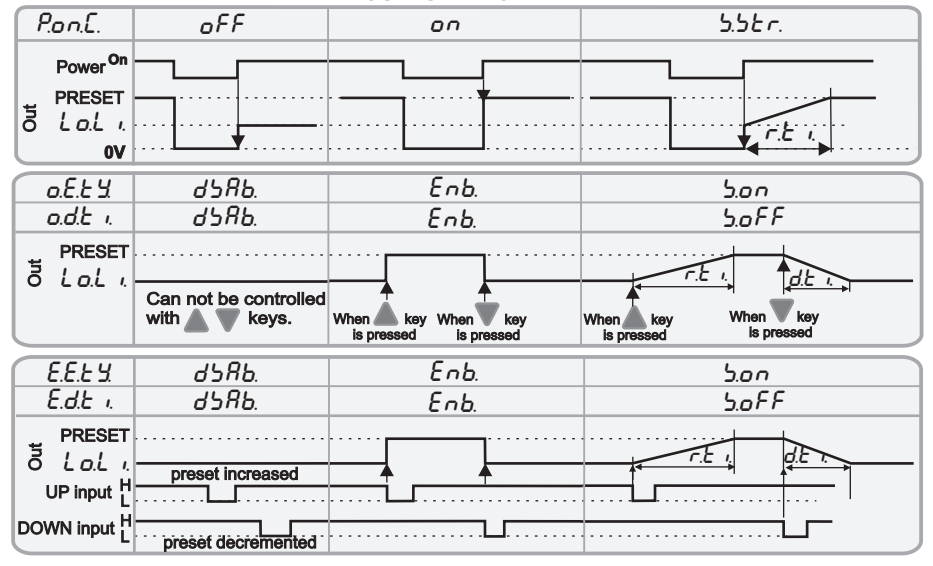 P.on.C. oFF on S.Str.
Power On
PRESET
Out
Lo.L i.
r.t i.
0V
o.E.t Y. dSAb. Enb. S.on
o.d.t i. dSAb. Enb. S.oFF
PRESET
Out
Lo.L i.
r.t i. d.t i.
Can not be controlled
with keys.
When key
is pressed
When key
is pressed
When key
is pressed
When key
is pressed
E.E.t Y. dSAb. Enb. S.on
E.d.t i. dSAb. Enb. S.oFF
PRESET
Out
Lo.L i.
r.t i. d.t i.
preset increased
UP input H
L
DOWN input H
L
preset decremented